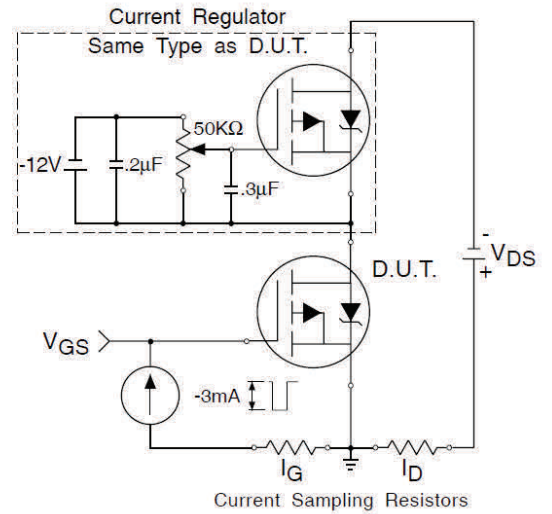 Current Regulator
Same Type as D.U.T.
50KΩ
-12V
.2μF
.3μF
D.U.T.
-
VDS
+
VGS
-3mA
IG
ID
Current Sampling Resistors